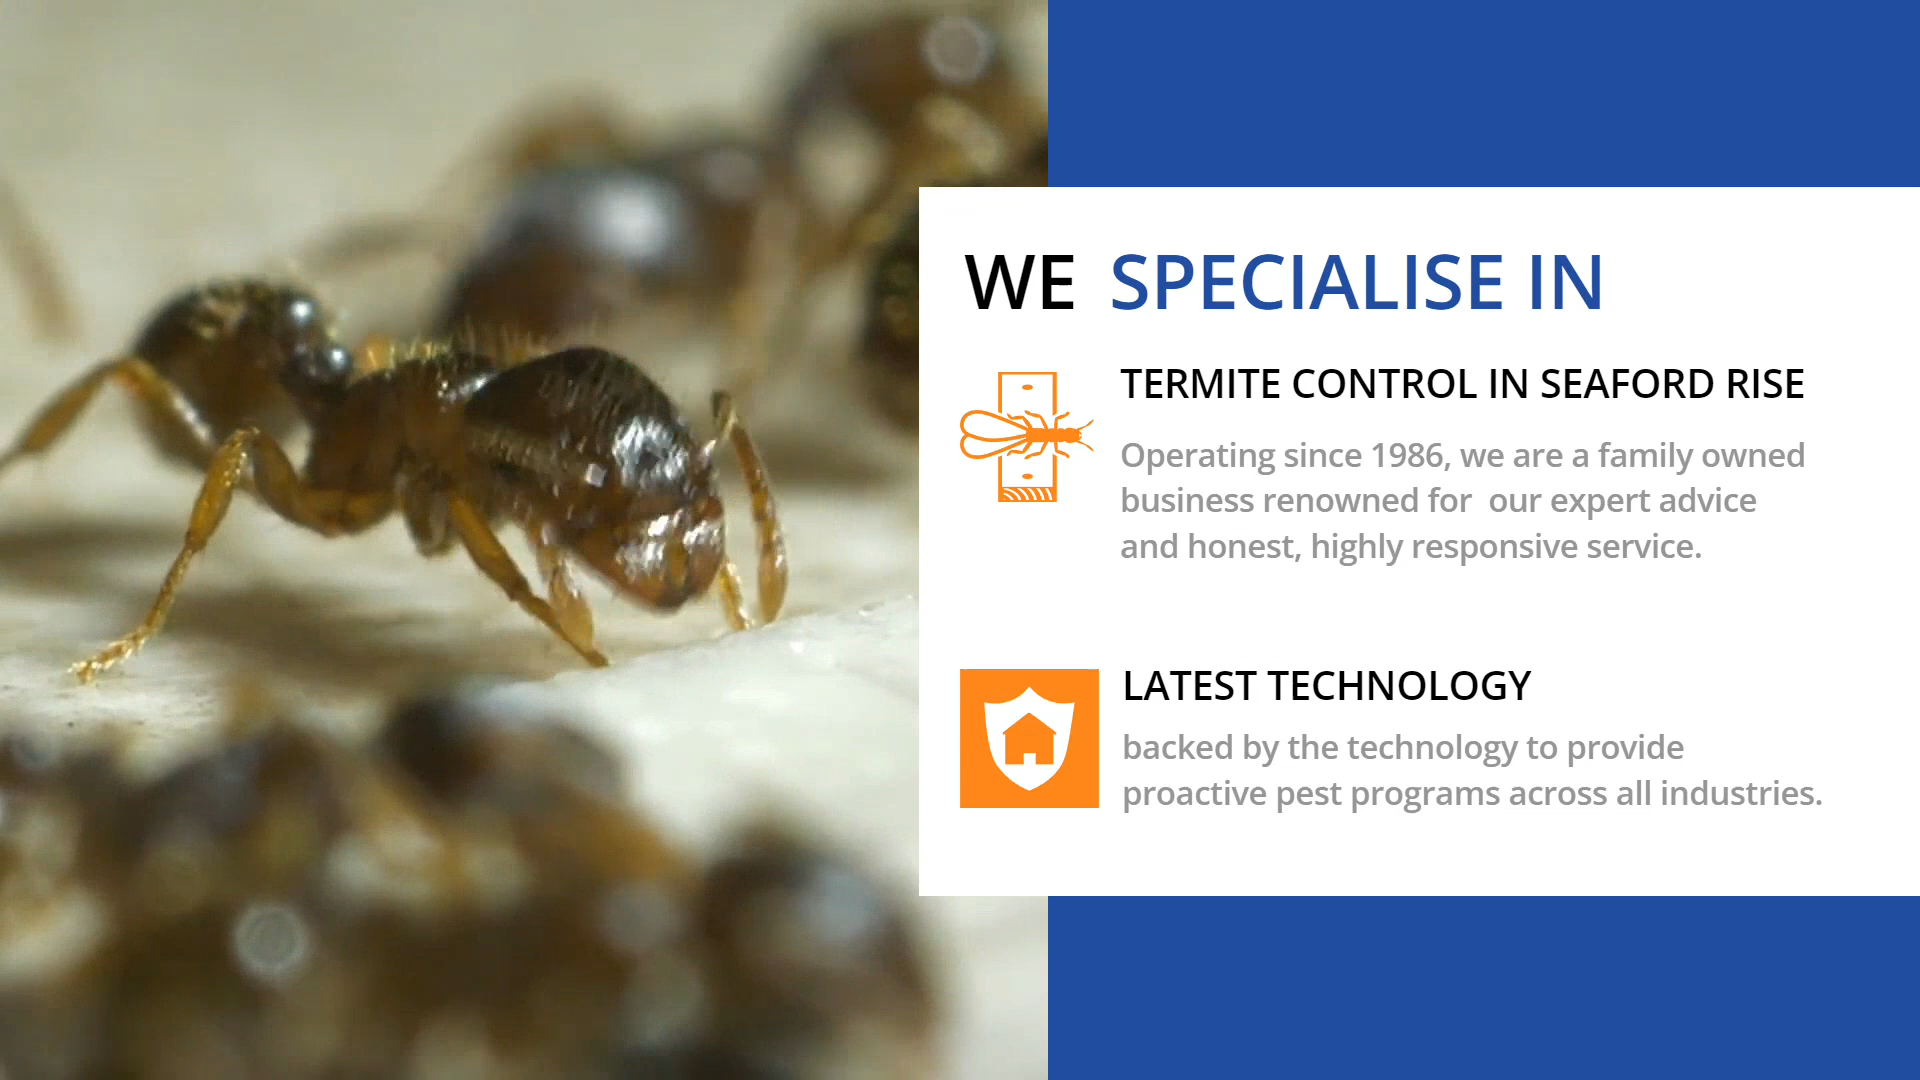 WE SPECIALISE IN
TERMITE CONTROL IN SEAFORD RISE
Operating since 1986, we are a family owned
business renowned for  our expert advice
and honest, highly responsive service.
LATEST TECHNOLOGY
backed by the technology to provide
proactive pest programs across all industries.